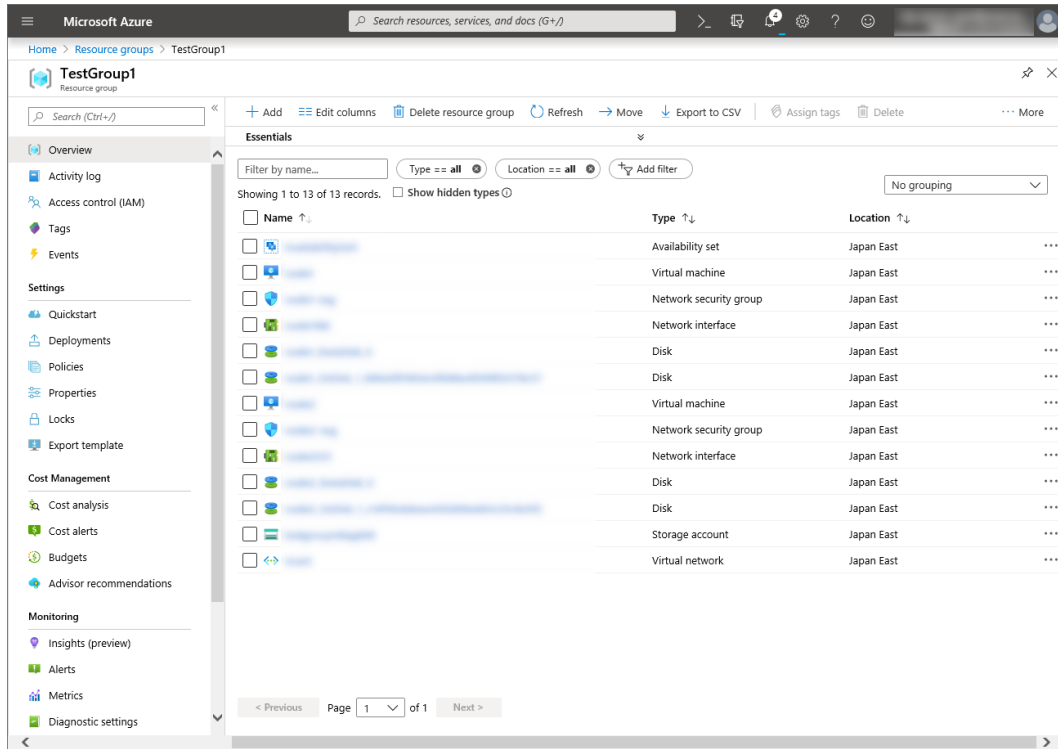 Microsoft Azure
Search resources, services, and docs (G+/)
4
Home > Resource groups > TestGroup1
TestGroup1
Resource group
Search (Ctrl+/)
Add Edit columns Delete resource group Refresh Move Export to CSV Assign tags Delete ... More
Essentials
Overview
Activity log
Access control (IAM)
Tags
Events
Settings
Quickstart
Deployments
Policies
Properties
Locks
Export template
Cost Management
Cost analysis
Cost alerts
Budgets
Advisor recommendations
Monitoring
Insights (preview)
Alerts
Metrics
Diagnostic settings
Filter by name...
Type == all
Location == all
Add filter
Showing 1 to 13 of 13 records.
Show hidden types
No grouping
Name Type Location
Availability set Japan East
Virtual machine Japan East
Network security group Japan East
Network interface Japan East
Disk Japan East
Disk Japan East
Virtual machine Japan East
Network security group Japan East
Network interface Japan East
Disk Japan East
Disk Japan East
Storage account Japan East
Virtual network Japan East
< Previous Page 1 of 1 Next >